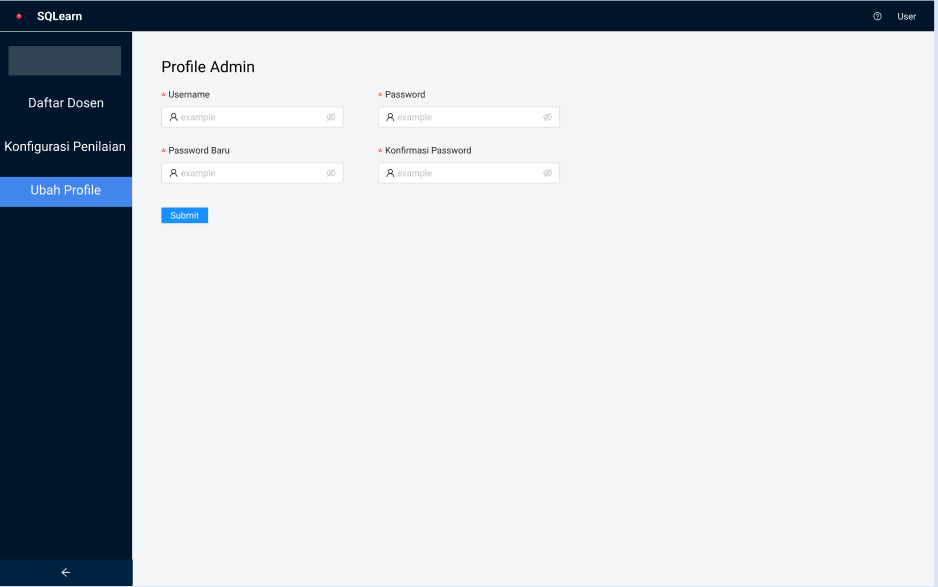 SQLearn
User
Daftar Dosen
Konfigurasi Penilaian
Ubah Profile
Profile Admin
* Username
* Password
example
example
* Password Baru
* Konfirmasi Password
example
example
Submit